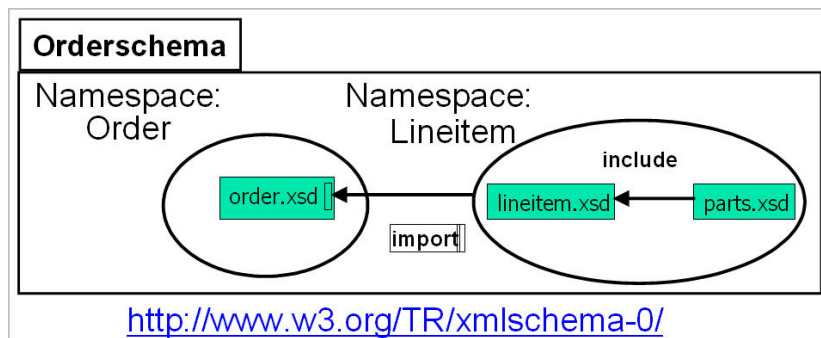 Orderschema
Namespace:
Order
Namespace:
Lineitem
include
order.xsd
lineitem.xsd
parts.xsd
import
http://www.w3.org/TR/xmlschema-0/